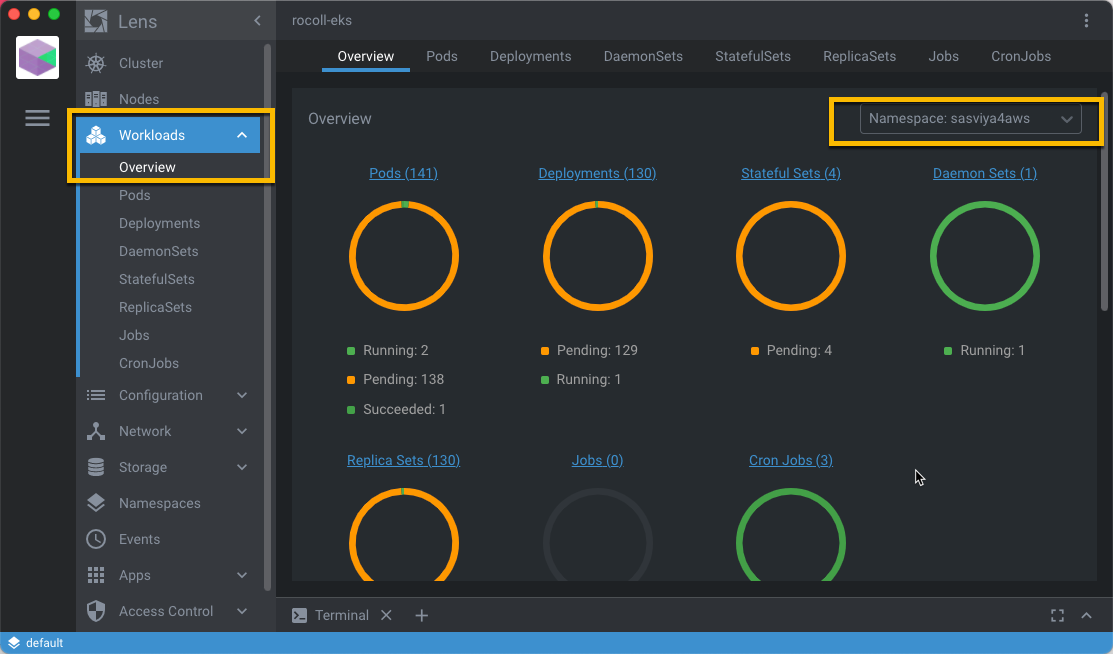 Lens
Cluster
Nodes
Workloads
Overview
Pods
Deployments
DaemonSets
StatefulSets
ReplicaSets
Jobs
CronJobs
Configuration
Network
Storage
Namespaces
Events
Apps
Access Control
rocoll-eks
Overview Pods Deployments DaemonSets StatefulSets ReplicaSets Jobs CronJobs
Overview
Namespace: sasviya4aws
Pods (141)
Running: 2
Pending: 138
Succeeded: 1
Deployments (130)
Pending: 129
Running: 1
Stateful Sets (4)
Pending: 4
Daemon Sets (1)
Running: 1
Replica Sets (130)
Jobs (0)
Cron Jobs (3)
Terminal
default